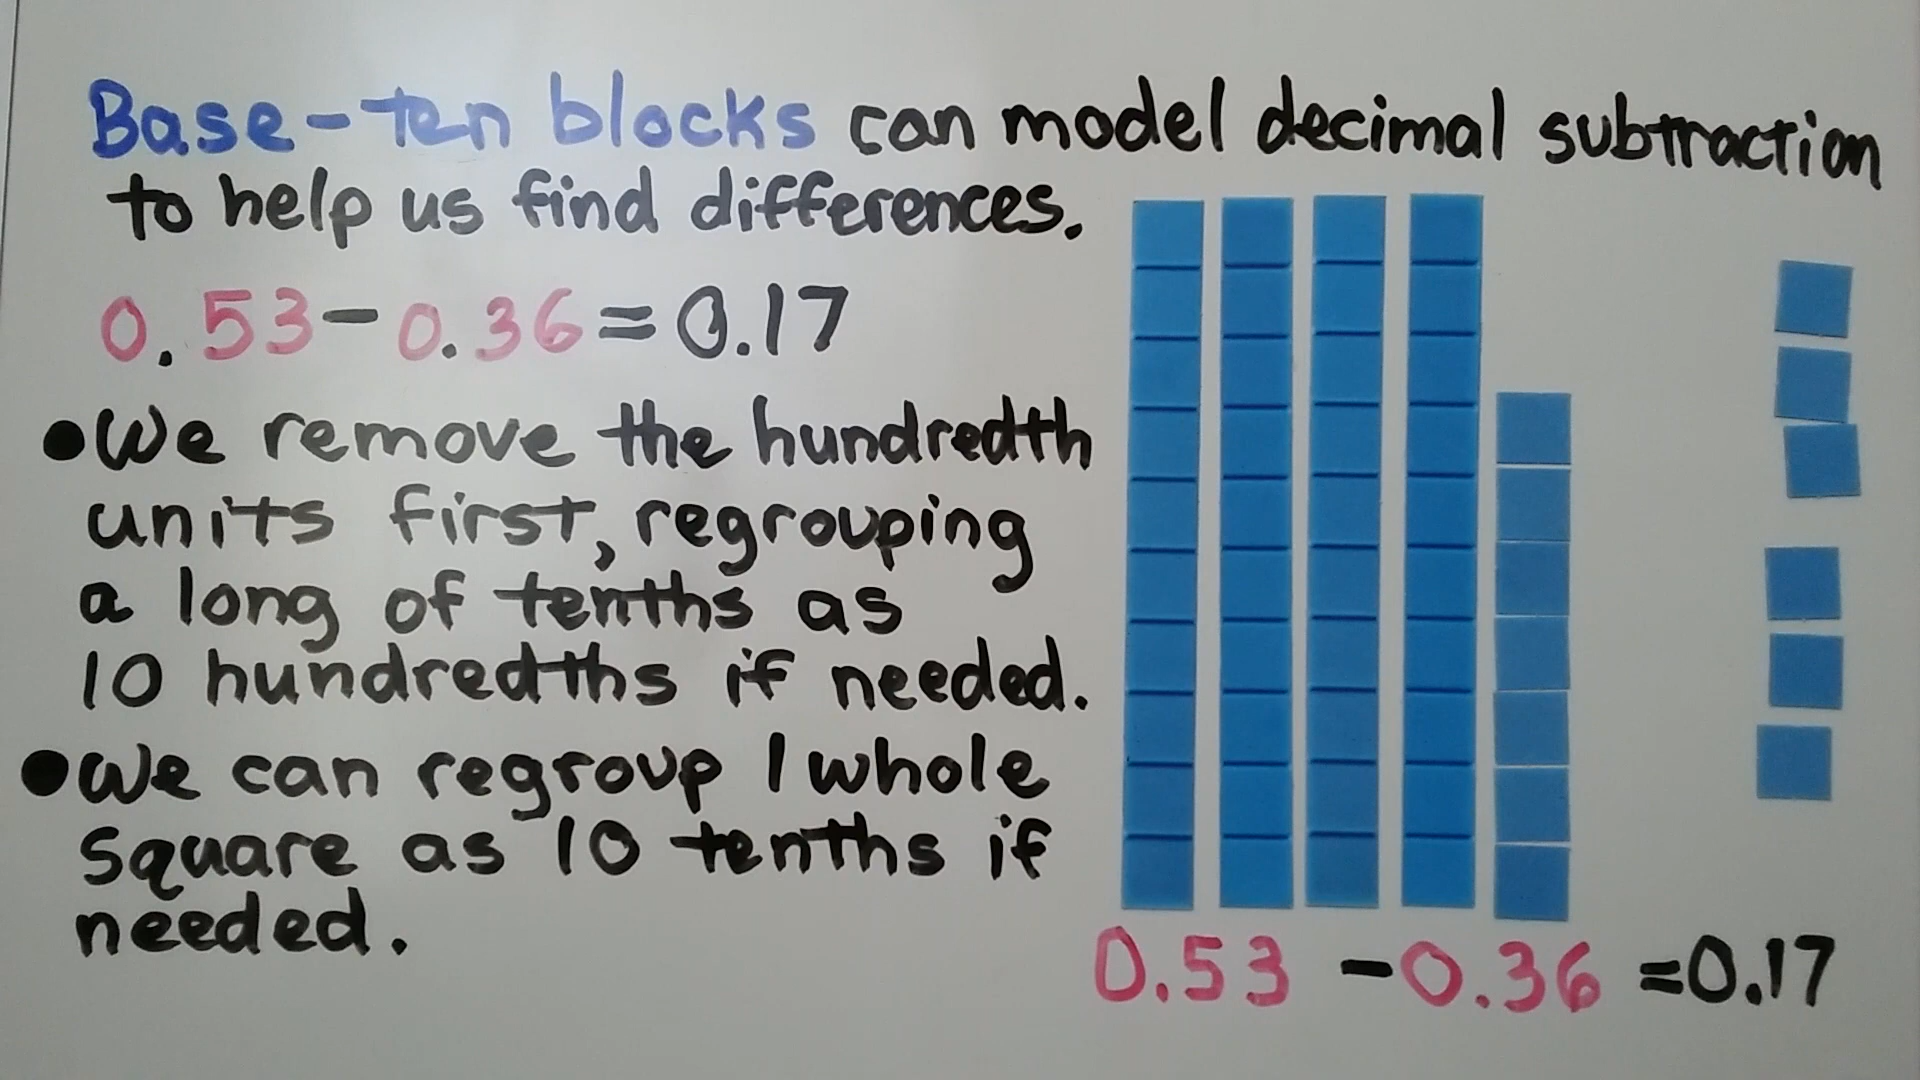 Base-ten blocks can model decimal subtraction
to help us find differences.
0.53-0.36=0.17
•We remove the hundredth
units first, regrouping
a long of tenths as
10 hundredths if needed.
•We can regroup 1 whole
square as 10 tenths if
needed.
0.53 -0.36 =0.17